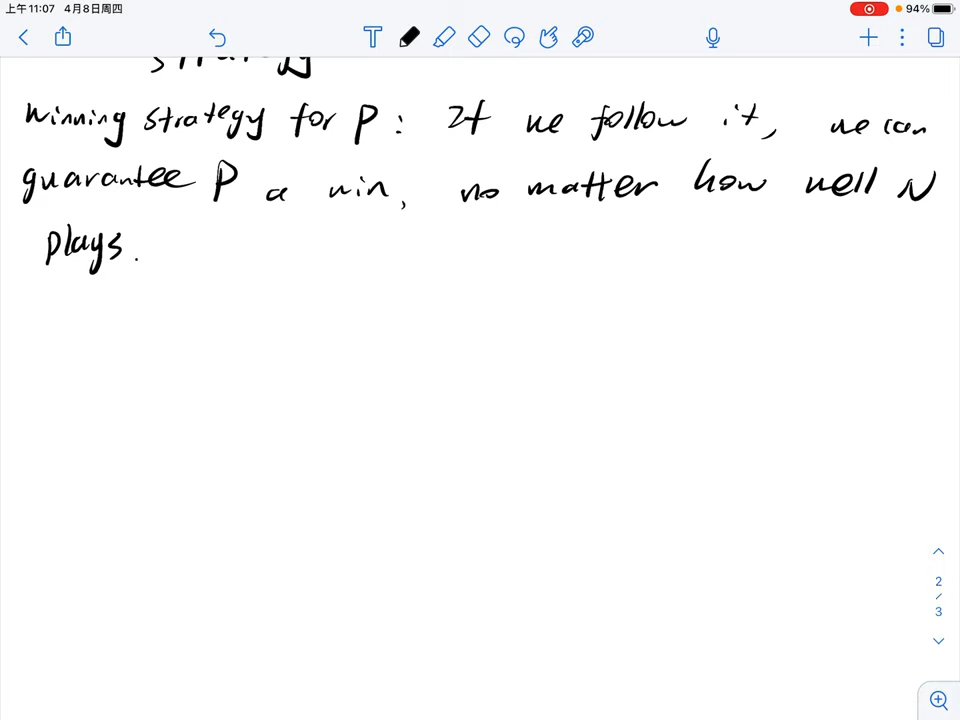 上午11:07 4月8日周四
94%
strategy
Winning strategy for P: If we follow it, we can
guarantee P a win, no matter how well N
plays.
2
/
3